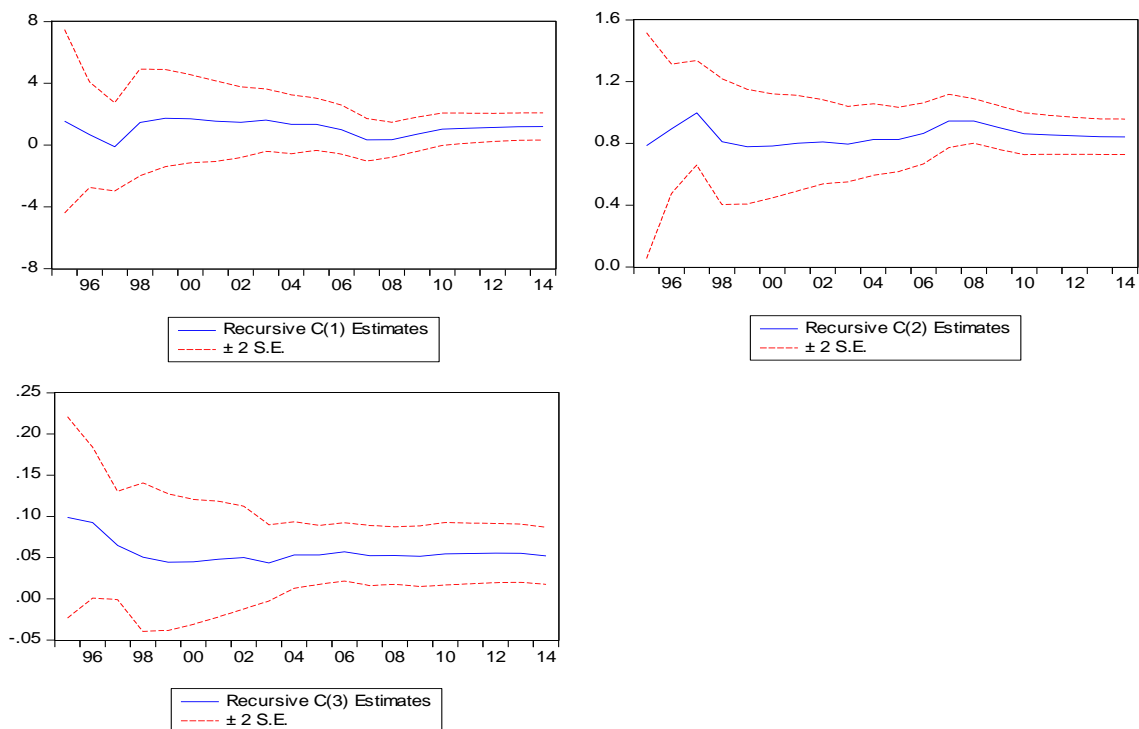 8
4
0
-4
-8
96 98 00 02 04 06 08 10 12 14
Recursive C(1) Estimates
± 2 S.E.
1.6
1.2
0.8
0.4
0.0
96 98 00 02 04 06 08 10 12 14
Recursive C(2) Estimates
± 2 S.E.
.25
.20
.15
.10
.05
.00
-.05
96 98 00 02 04 06 08 10 12 14
Recursive C(3) Estimates
± 2 S.E.